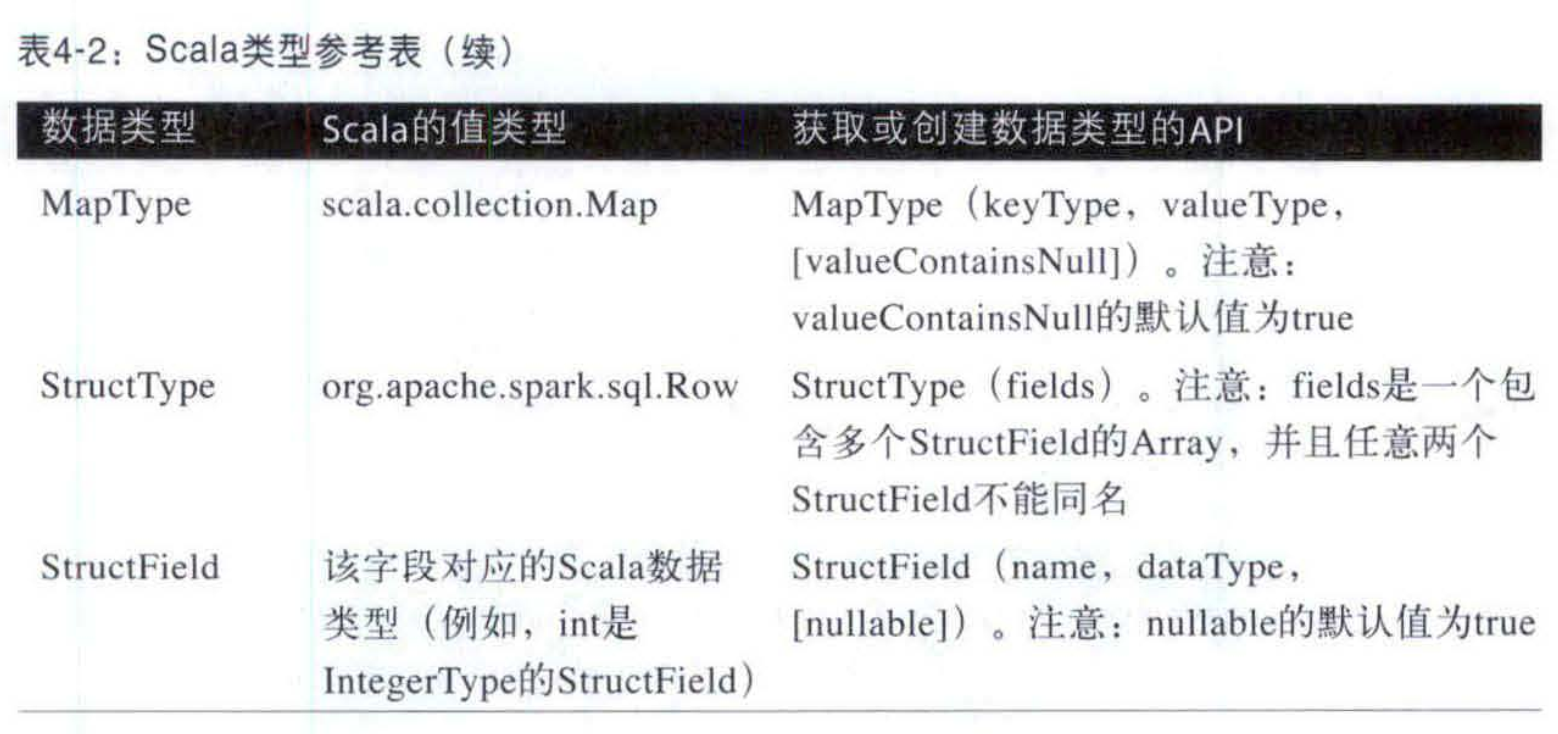 表4-2：Scala类型参考表（续）
数据类型 Scala的值类型 获取或创建数据类型的API
MapType scala.collection.Map MapType（keyType，valueType，
[valueContainsNull]）。注意：
valueContainsNull的默认值为true
StructType org.apache.spark.sql.Row StructType（fields）。注意：fields是一个包
含多个StructField的Array，并且任意两个
StructField不能同名
StructField 该字段对应的Scala数据 StructField（name，dataType，
类型（例如，int是 [nullable]）。注意：nullable的默认值为true
IntegerType的StructField）